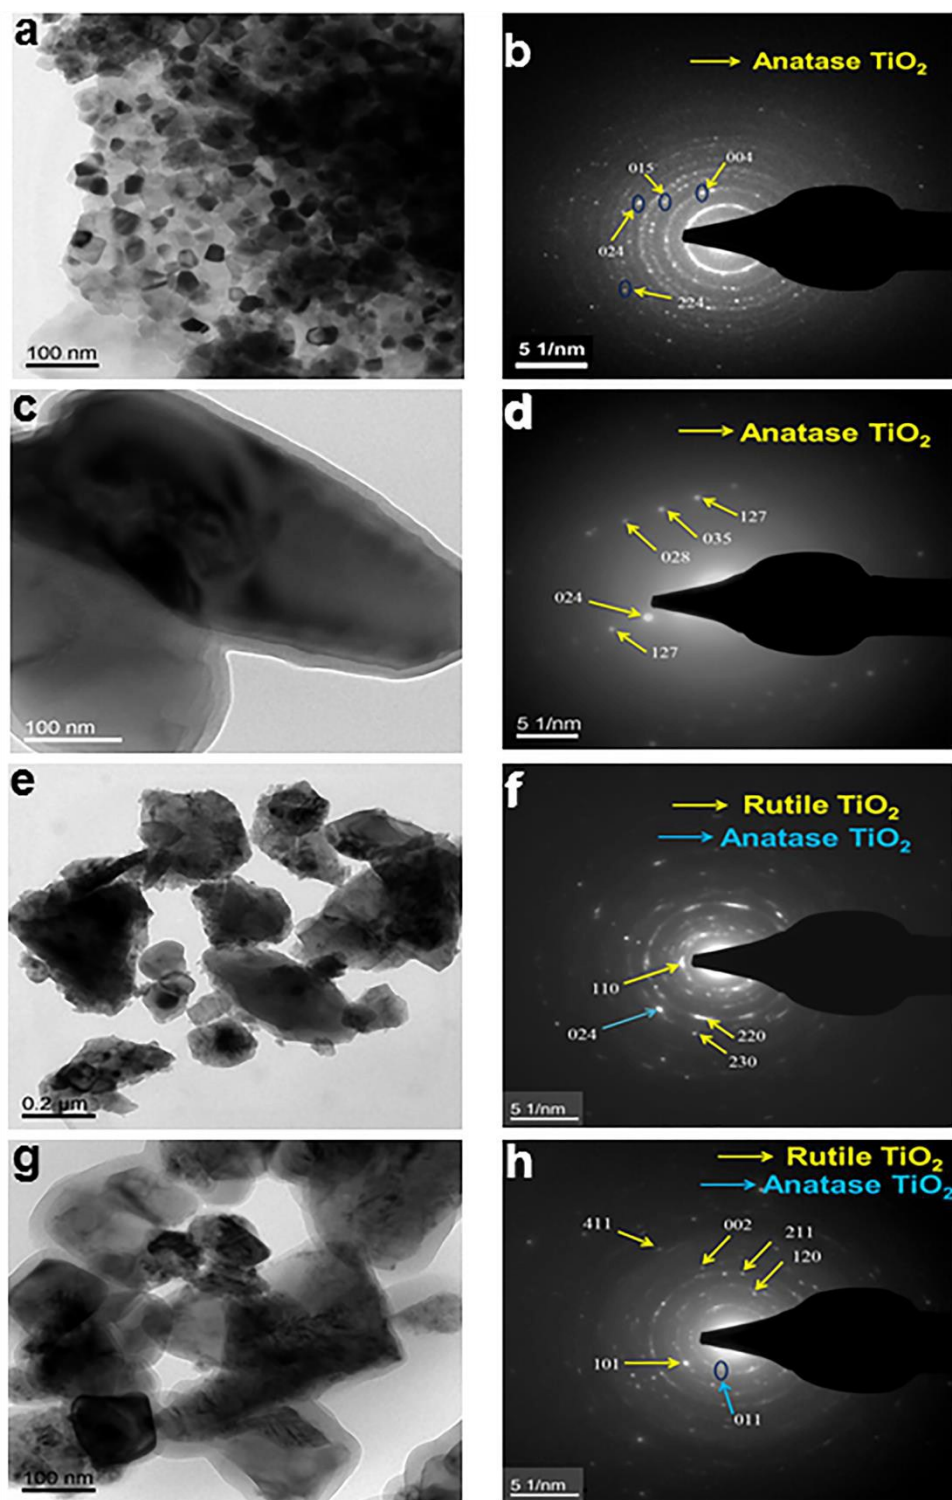 a
100 nm
b
→ Anatase TiO₂
015
004
024
224
5 1/nm
c
100 nm
d
→ Anatase TiO₂
127
035
028
024
127
5 1/nm
e
0.2 µm
f
→ Rutile TiO₂
→ Anatase TiO₂
110
024
220
230
5 1/nm
g
100 nm
h
→ Rutile TiO₂
→ Anatase TiO₂
411
002
211
120
101
011
5 1/nm